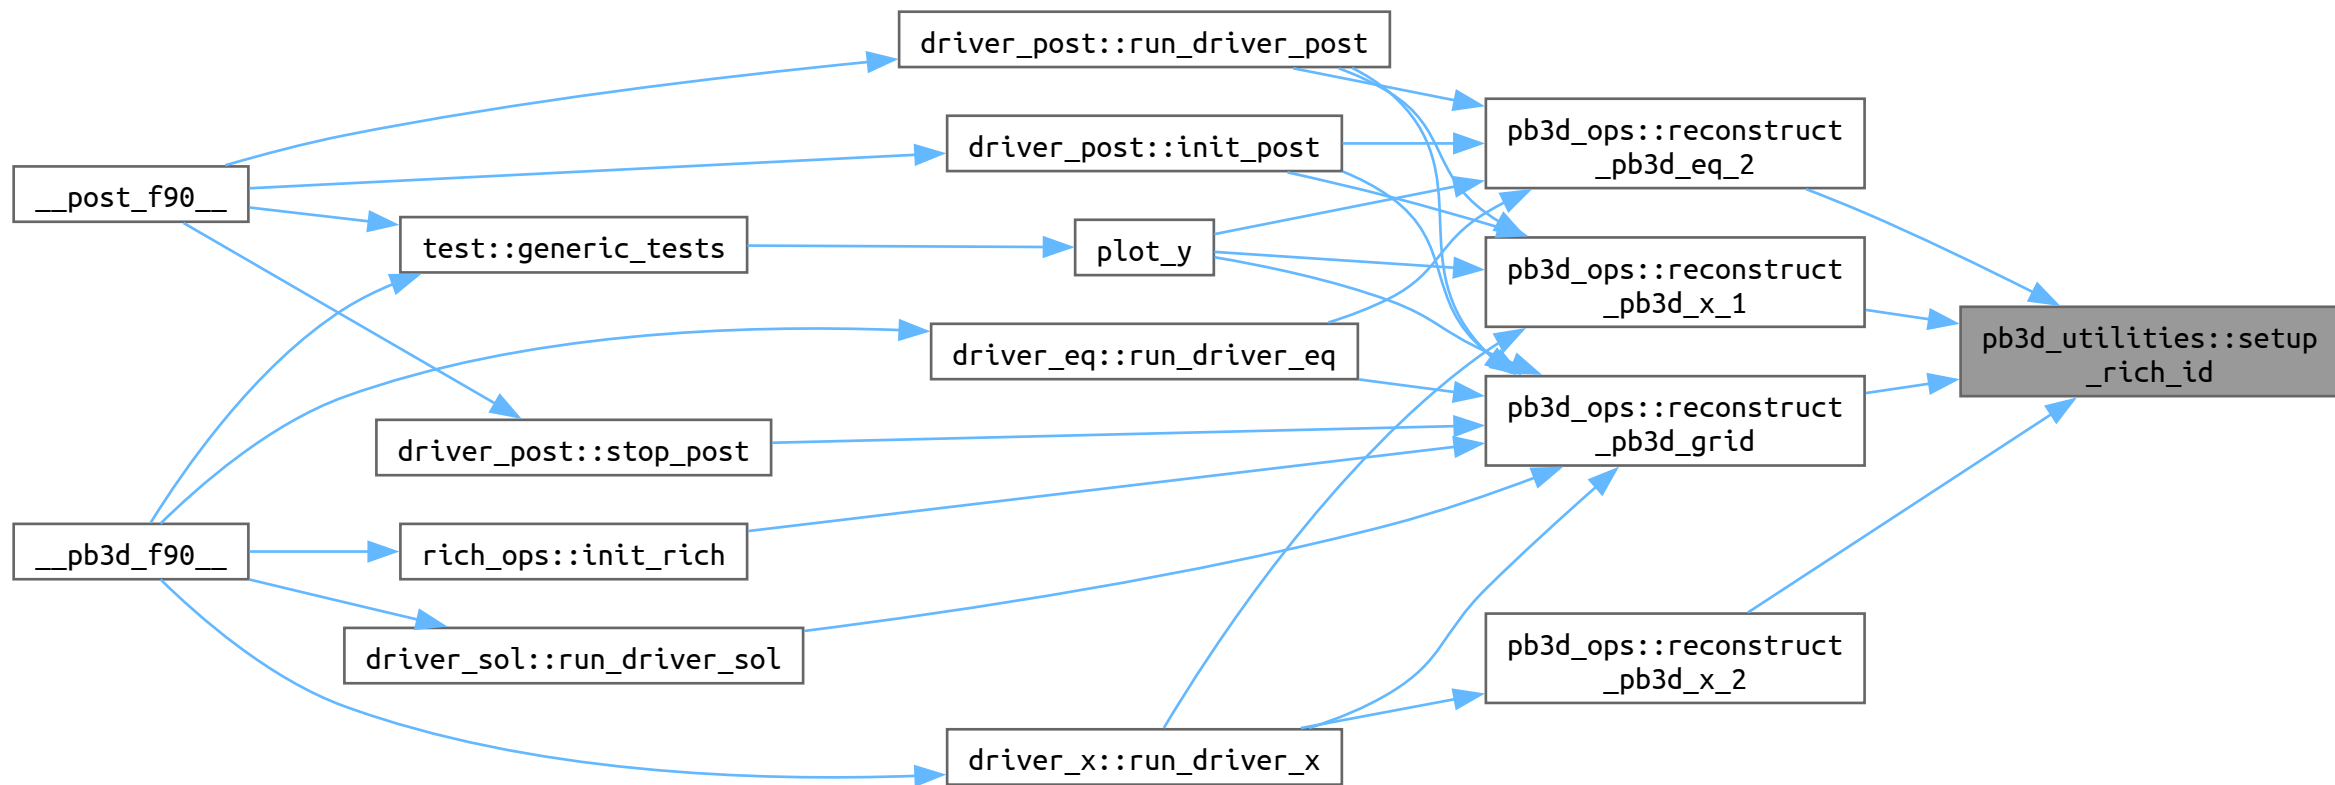 driver_post::run_driver_post
pb3d_ops::reconstruct
_pb3d_eq_2
driver_post::init_post
__post_f90__
test::generic_tests
plot_y
pb3d_ops::reconstruct
_pb3d_x_1
pb3d_utilities::setup
_rich_id
driver_eq::run_driver_eq
pb3d_ops::reconstruct
_pb3d_grid
driver_post::stop_post
__pb3d_f90__
rich_ops::init_rich
driver_sol::run_driver_sol
pb3d_ops::reconstruct
_pb3d_x_2
driver_x::run_driver_x